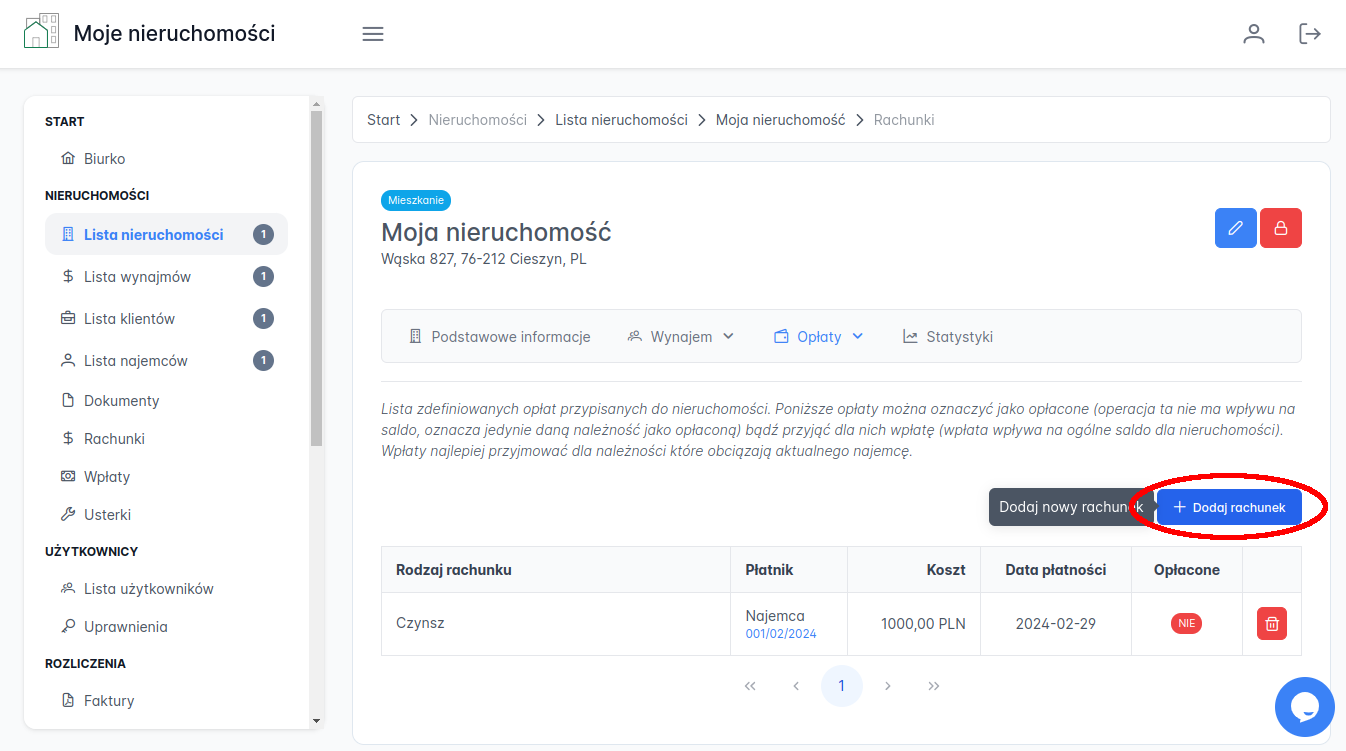 Moje nieruchomości
START
Biurko
NIERUCHOMOŚCI
Lista nieruchomości 1
Lista wynajmów 1
Lista klientów 1
Lista najemców 1
Dokumenty
Rachunki
Wpłaty
Usterki
UŻYTKOWNICY
Lista użytkowników
Uprawnienia
ROZLICZENIA
Faktury
Start > Nieruchomości > Lista nieruchomości > Moja nieruchomość > Rachunki
Mieszkanie
Moja nieruchomość
Wąska 827, 76-212 Cieszyn, PL
Podstawowe informacje Wynajem Opłaty Statystyki
Lista zdefiniowanych opłat przypisanych do nieruchomości. Poniższe opłaty można oznaczyć jako opłacone (operacja ta nie ma wpływu na
saldo, oznacza jedynie daną należność jako opłaconą) bądź przyjąć dla nich wpłatę (wpłata wpływa na ogólne saldo dla nieruchomości).
Wpłaty najlepiej przyjmować dla należności które obciązają aktualnego najemcę.
Dodaj nowy rachunek + Dodaj rachunek
Rodzaj rachunku Płatnik Koszt Data płatności Opłacone
Czynsz Najemca 1000,00 PLN 2024-02-29 NIE
001/02/2024
« ‹ 1 › »